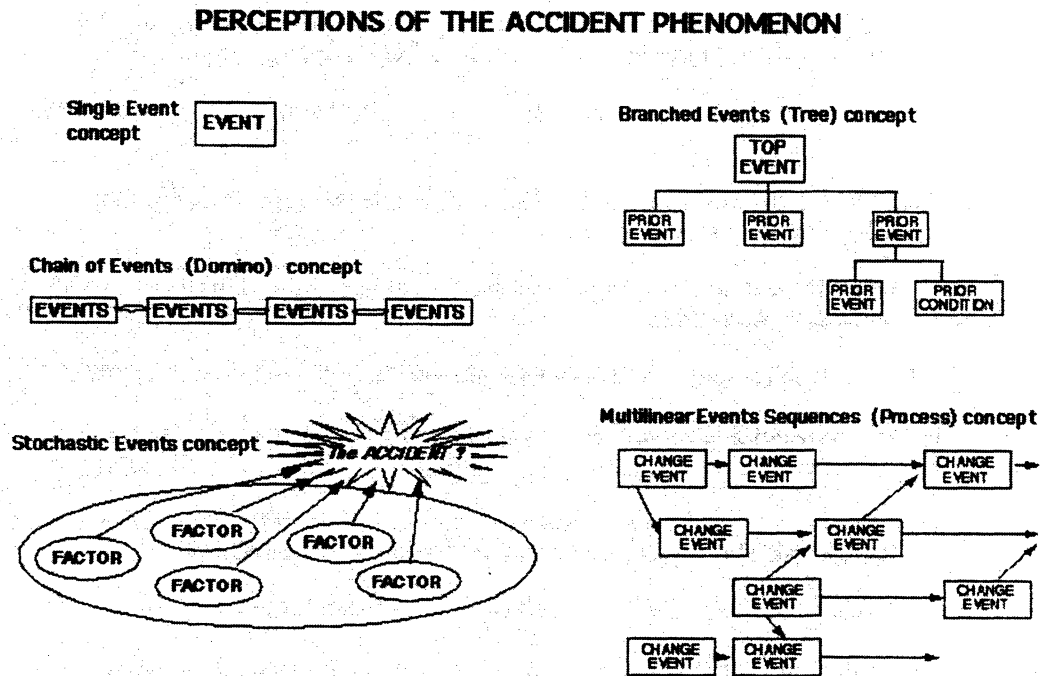 PERCEPTIONS OF THE ACCIDENT PHENOMENON
Single Event
concept
EVENT
Chain of Events (Domino) concept
EVENTS
EVENTS
EVENTS
EVENTS
Stochastic Events concept
The ACCIDENT ?
FACTOR
FACTOR
FACTOR
FACTOR
FACTOR
Branched Events (Tree) concept
TOP
EVENT
PRIOR
EVENT
PRIOR
EVENT
PRIOR
EVENT
PRIOR
EVENT
PRIOR
CONDITION
Multilinear Events Sequences (Process) concept
CHANGE
EVENT
CHANGE
EVENT
CHANGE
EVENT
CHANGE
EVENT
CHANGE
EVENT
CHANGE
EVENT
CHANGE
EVENT
CHANGE
EVENT
CHANGE
EVENT